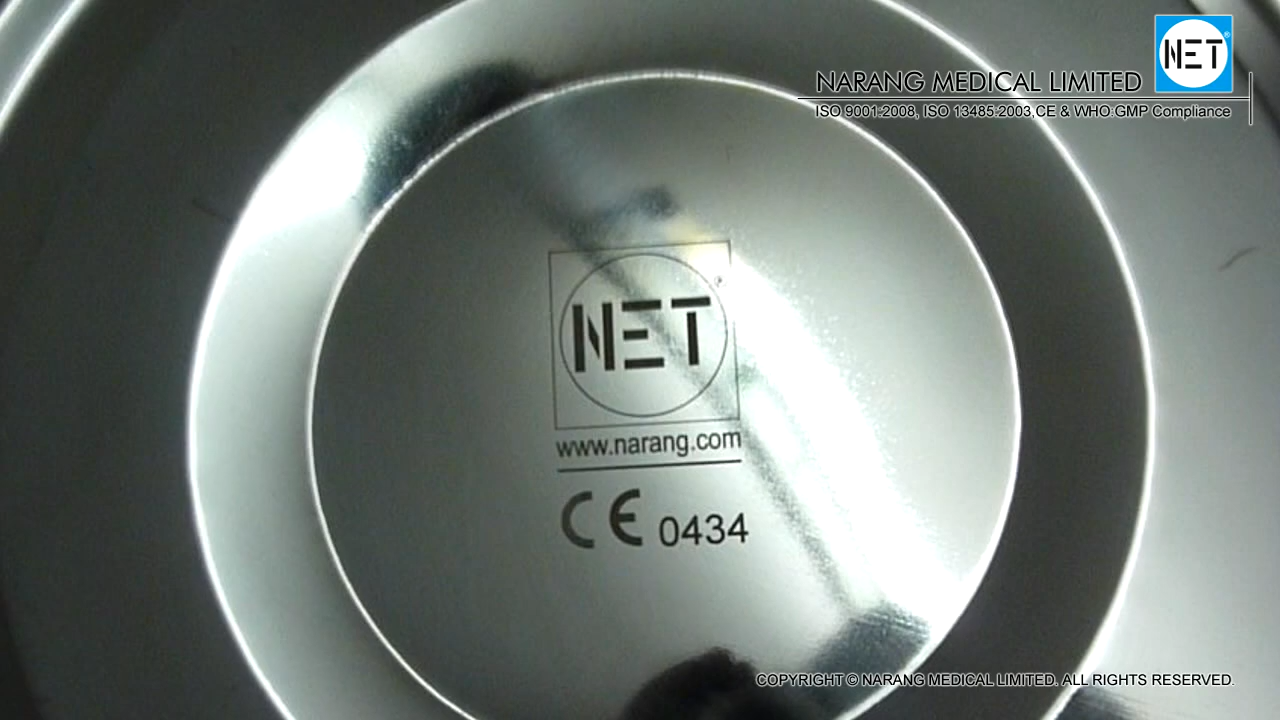 NET®
NARANG MEDICAL LIMITED
ISO 9001:2008, ISO 13485:2003,CE & WHO:GMP Compliance
NET®
www.narang.com
CE 0434
COPYRIGHT © NARANG MEDICAL LIMITED. ALL RIGHTS RESERVED.